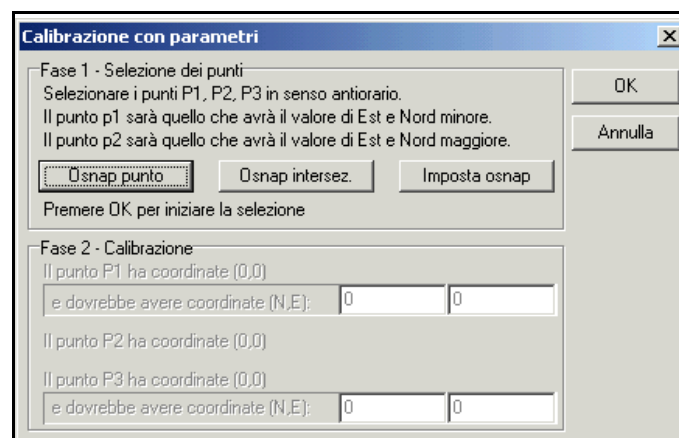 Calibrazione con parametri
Fase 1 - Selezione dei punti
Selezionare i punti P1, P2, P3 in senso antiorario.
Il punto p1 sarà quello che avrà il valore di Est e Nord minore.
Il punto p2 sarà quello che avrà il valore di Est e Nord maggiore.
Osnap punto Osnap intersez. Imposta osnap
Premere OK per iniziare la selezione
OK
Annulla
Fase 2 - Calibrazione
Il punto P1 ha coordinate (0,0)
e dovrebbe avere coordinate (N,E): 0 0
Il punto P2 ha coordinate (0,0)
Il punto P3 ha coordinate (0,0)
e dovrebbe avere coordinate (N,E): 0 0